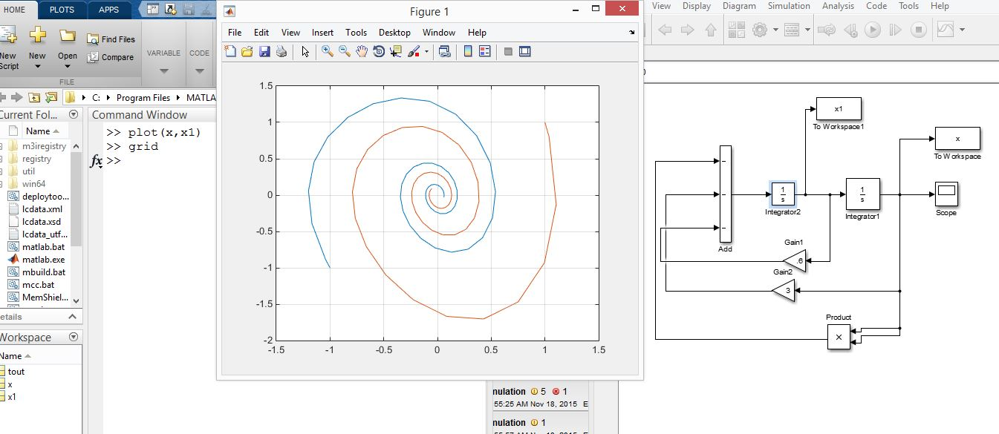 HOME PLOTS APPS
New Script
New
Open
Find Files
Compare
VARIABLE
CODE
FILE
C: Program Files MATLA
Current Fol...
Name
m3iregistry
registry
util
win64
deploytoo...
lcdata.xml
lcdata.xsd
lcdata_utf...
matlab.bat
matlab.exe
mbuild.bat
mcc.bat
MemShiel...
etails
Workspace
Name
tout
x
x1
Command Window
>> plot(x,x1)
>> grid
fx >>
Figure 1
File Edit View Insert Tools Desktop Window Help
1.5
1
0.5
0
-0.5
-1
-1.5
-2
-1.5 -1 -0.5 0 0.5 1 1.5
nulation 5 1
55:25 AM Nov 18, 2015 E
nulation 1
View Display Diagram Simulation Analysis Code Tools Help
x1
To Workspace1
x
To Workspace
Add
1
s
Integrator2
1
s
Integrator1
Scope
Gain1
.6
Gain2
3
Product
×